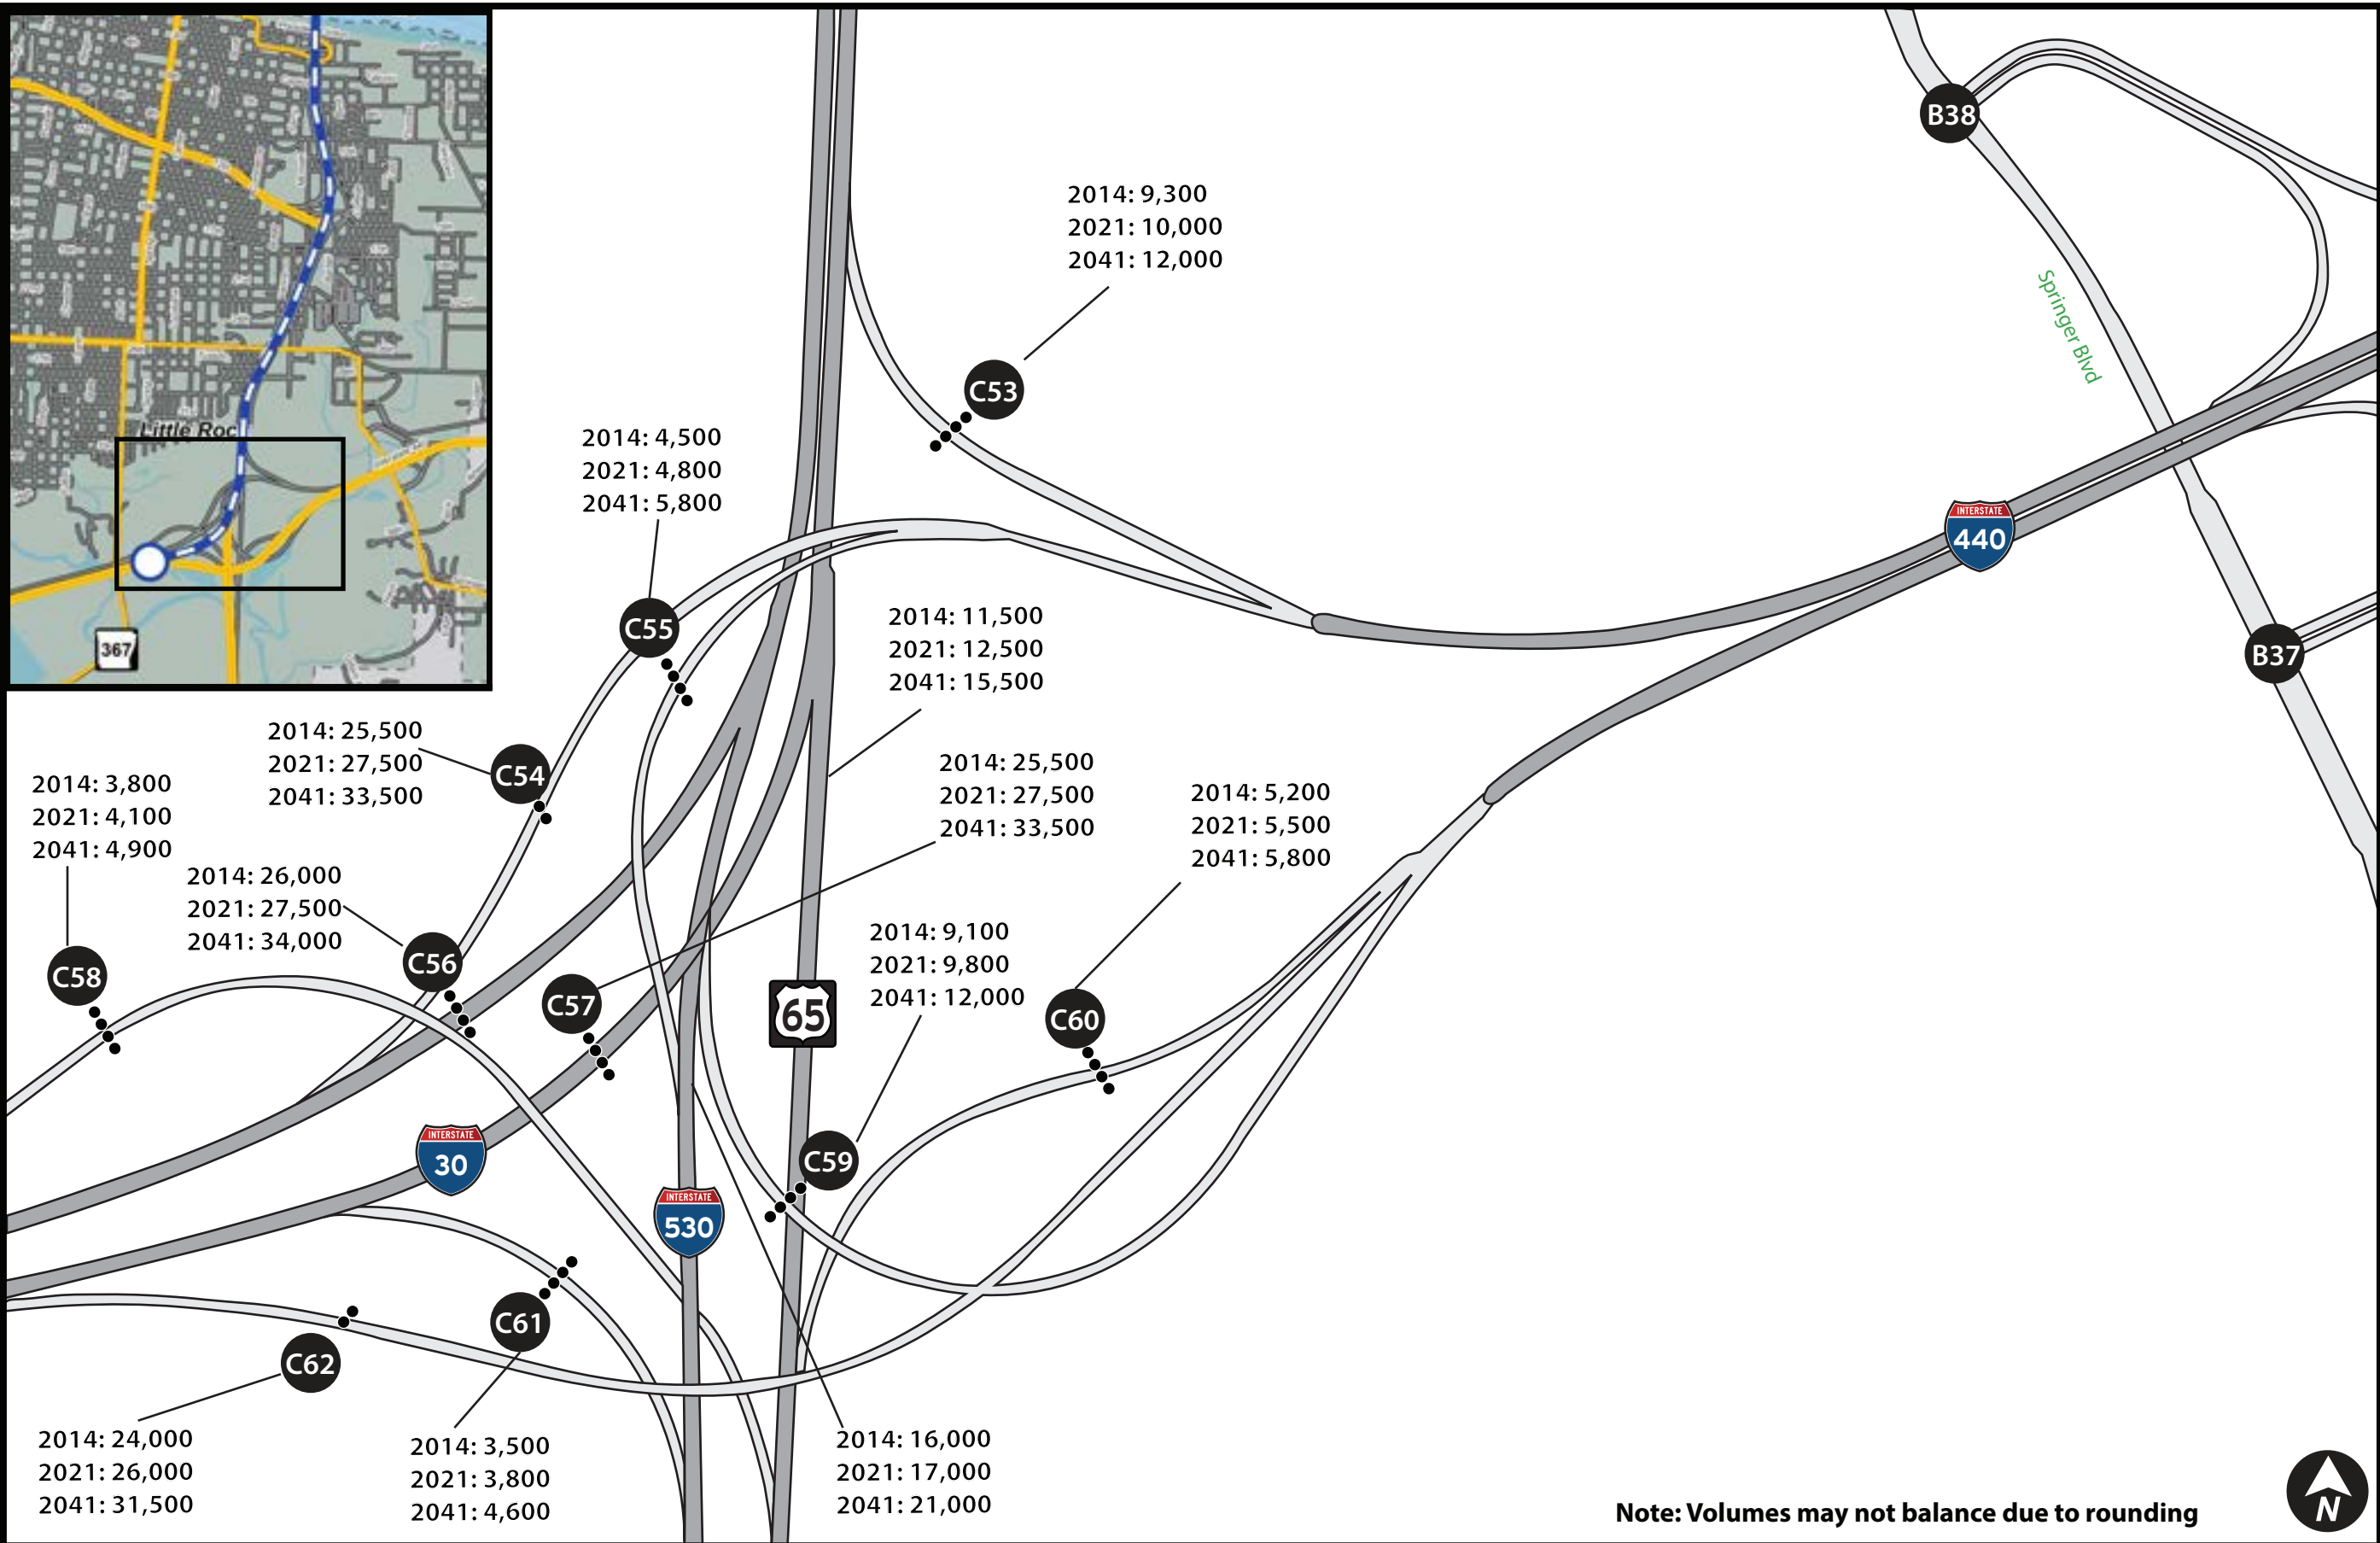 Little Roc
367
B38
2014: 9,300
2021: 10,000
2041: 12,000
Springer Blvd
C53
2014: 4,500
2021: 4,800
2041: 5,800
INTERSTATE
440
C55
2014: 11,500
2021: 12,500
2041: 15,500
B37
2014: 25,500
2021: 27,500
2041: 33,500
C54
2014: 3,800
2021: 4,100
2041: 4,900
2014: 25,500
2021: 27,500
2041: 33,500
2014: 5,200
2021: 5,500
2041: 5,800
2014: 26,000
2021: 27,500
2041: 34,000
C56
C58
C57
2014: 9,100
2021: 9,800
2041: 12,000
65
C60
INTERSTATE
30
C59
INTERSTATE
530
C61
C62
2014: 24,000
2021: 26,000
2041: 31,500
2014: 3,500
2021: 3,800
2041: 4,600
2014: 16,000
2021: 17,000
2041: 21,000
Note: Volumes may not balance due to rounding
N